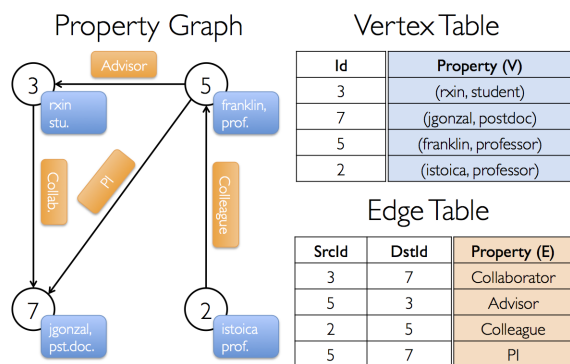 Property Graph
Advisor
3
5
rxin
stu.
franklin,
prof.
Collab.
PI
Colleague
7
2
jgonzal,
pst.doc.
istoica
prof.
Vertex Table
Id Property (V)
3 (rxin, student)
7 (jgonzal, postdoc)
5 (franklin, professor)
2 (istoica, professor)
Edge Table
SrcId DstId Property (E)
3 7 Collaborator
5 3 Advisor
2 5 Colleague
5 7 PI